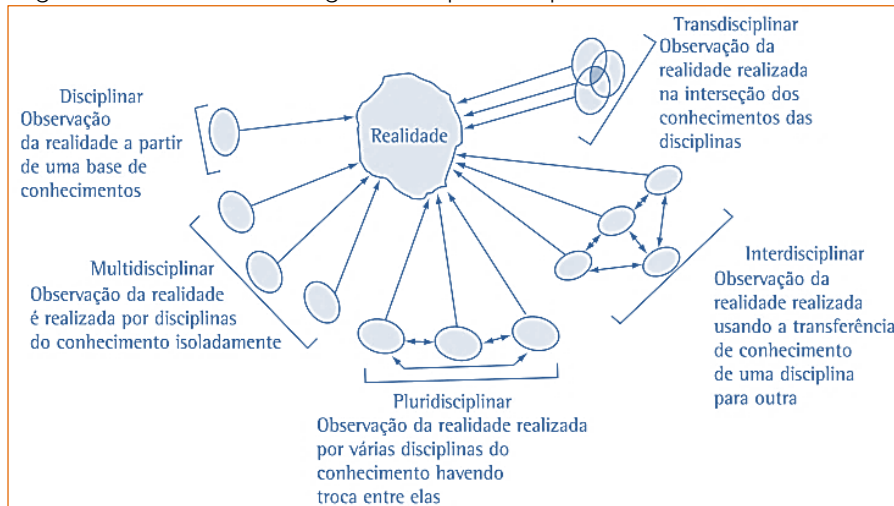 Transdisciplinar
Observação da
realidade realizada
na interseção dos
conhecimentos das
disciplinas
Disciplinar
Observação
da realidade a partir
de uma base de
conhecimentos
Realidade
Multidisciplinar
Observação da realidade
é realizada por disciplinas
do conhecimento isoladamente
Interdisciplinar
Observação da
realidade realizada
usando a transferência
de conhecimento
de uma disciplina
para outra
Pluridisciplinar
Observação da realidade realizada
por várias disciplinas do
conhecimento havendo
troca entre elas